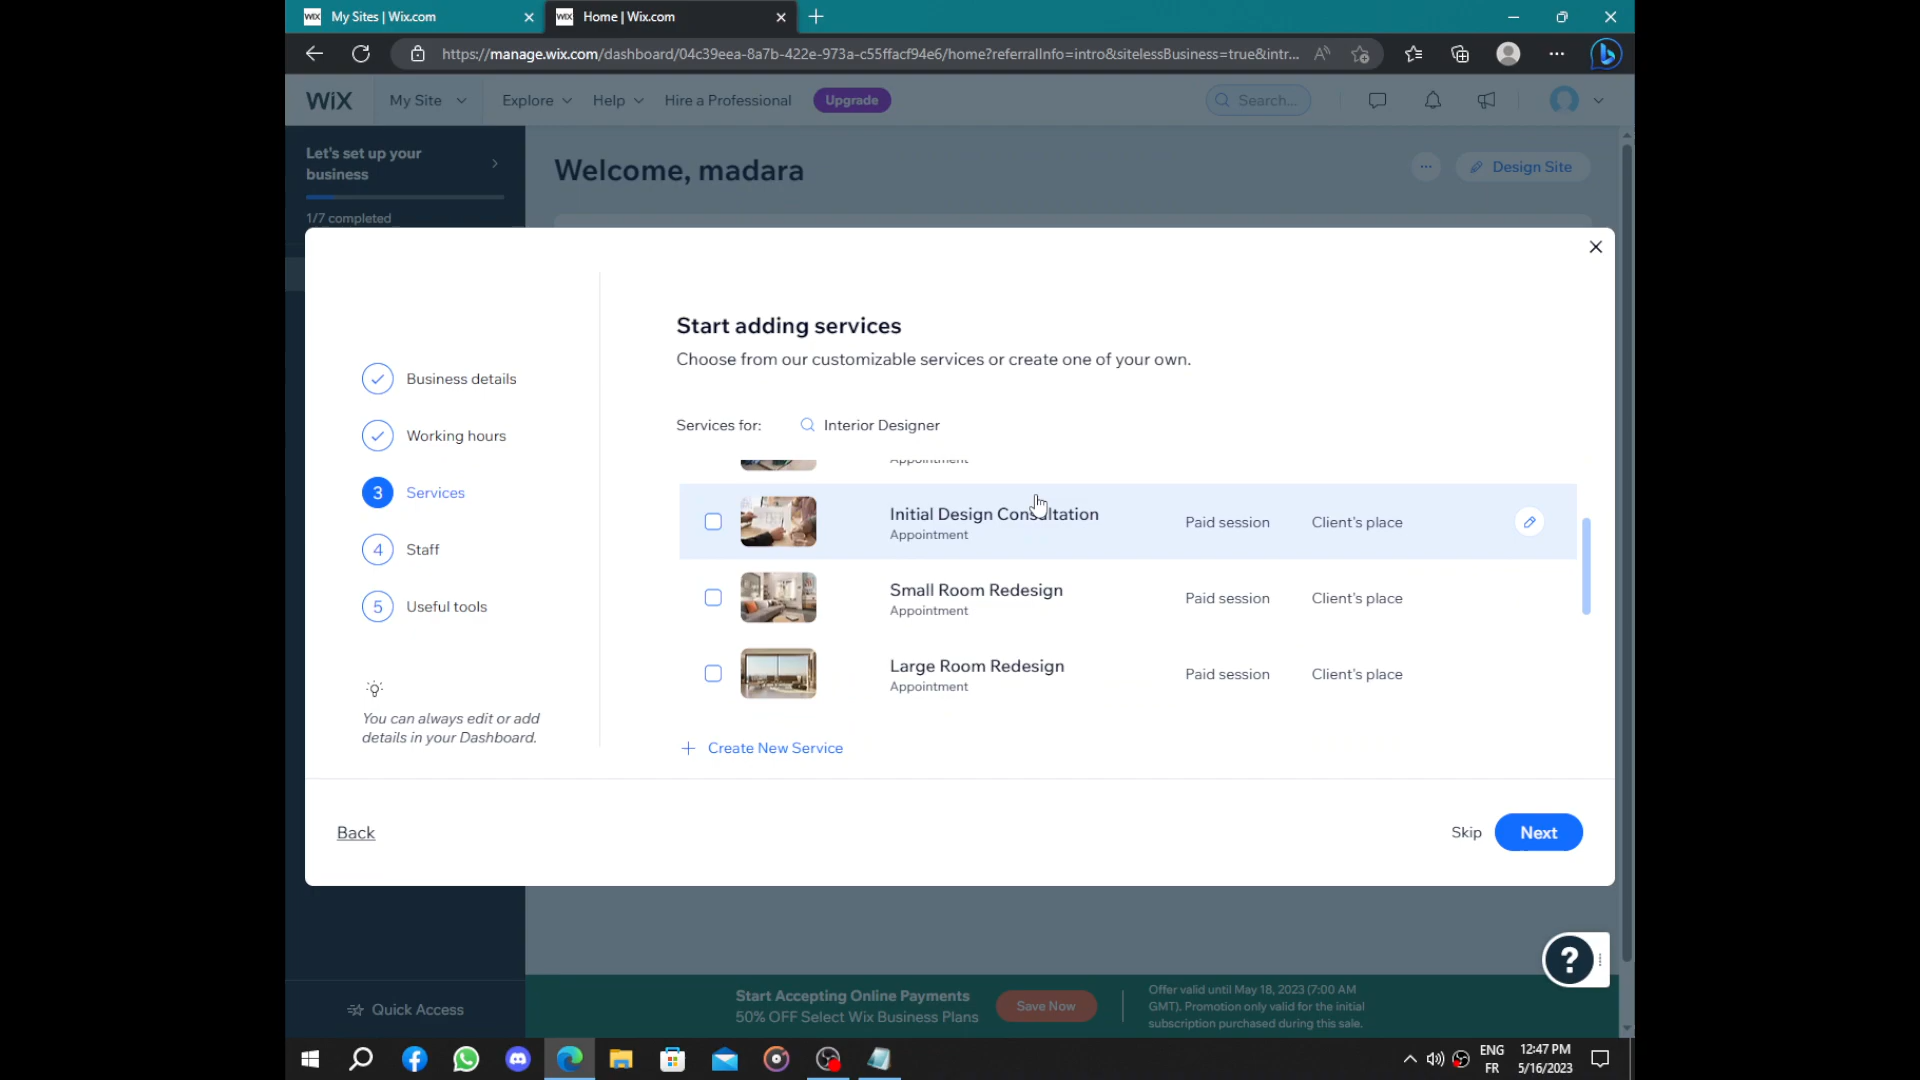 WIX My Sites | Wix.com
WIX Home | Wix.com
https://manage.wix.com/dashboard/04c39eea-8a7b-422e-973a-c55ffacf94e6/home?referralInfo=intro&sitelessBusiness=true&intr...
WiX
My Site
Explore
Help
Hire a Professional
Upgrade
Search...
Let's set up your
business
1/7 completed
Welcome, madara
Design Site
Business details
Working hours
3 Services
4 Staff
5 Useful tools
You can always edit or add
details in your Dashboard.
Start adding services
Choose from our customizable services or create one of your own.
Services for: Interior Designer
Appointment
Initial Design Consultation
Appointment
Paid session
Client's place
Small Room Redesign
Appointment
Paid session
Client's place
Large Room Redesign
Appointment
Paid session
Client's place
+ Create New Service
Back
Skip
Next
?
Quick Access
Start Accepting Online Payments
50% OFF Select Wix Business Plans
Save Now
Offer valid until May 18, 2023 (7:00 AM
GMT). Promotion only valid for the initial
subscription purchased during this sale.
ENG
FR
12:47 PM
5/16/2023